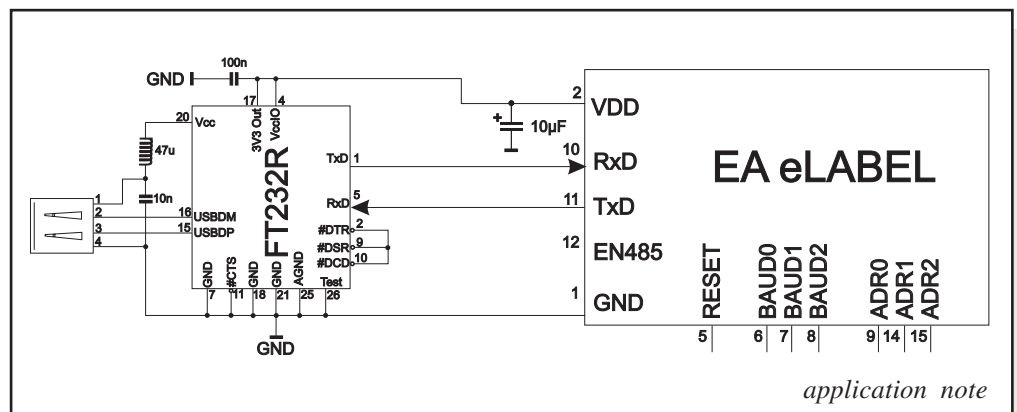 100n
GND
17 4
2 VDD
20 Vcc
3V3 Out
VccIO
10µF
47u
TxD 1
10 RxD
EA eLABEL
FT232R
10n
1
2
3
4
RxD 5
11 TxD
16 USBDM
15 USBDP
#DTR 2
#DSR 9
#DCD 10
12 EN485
GND
#CTS
GND
GND
AGND
Test
7 11 18 21 25 26
1 GND
GND
RESET
BAUD0
BAUD1
BAUD2
ADR0
ADR1
ADR2
5 6 7 8 9 14 15
application note